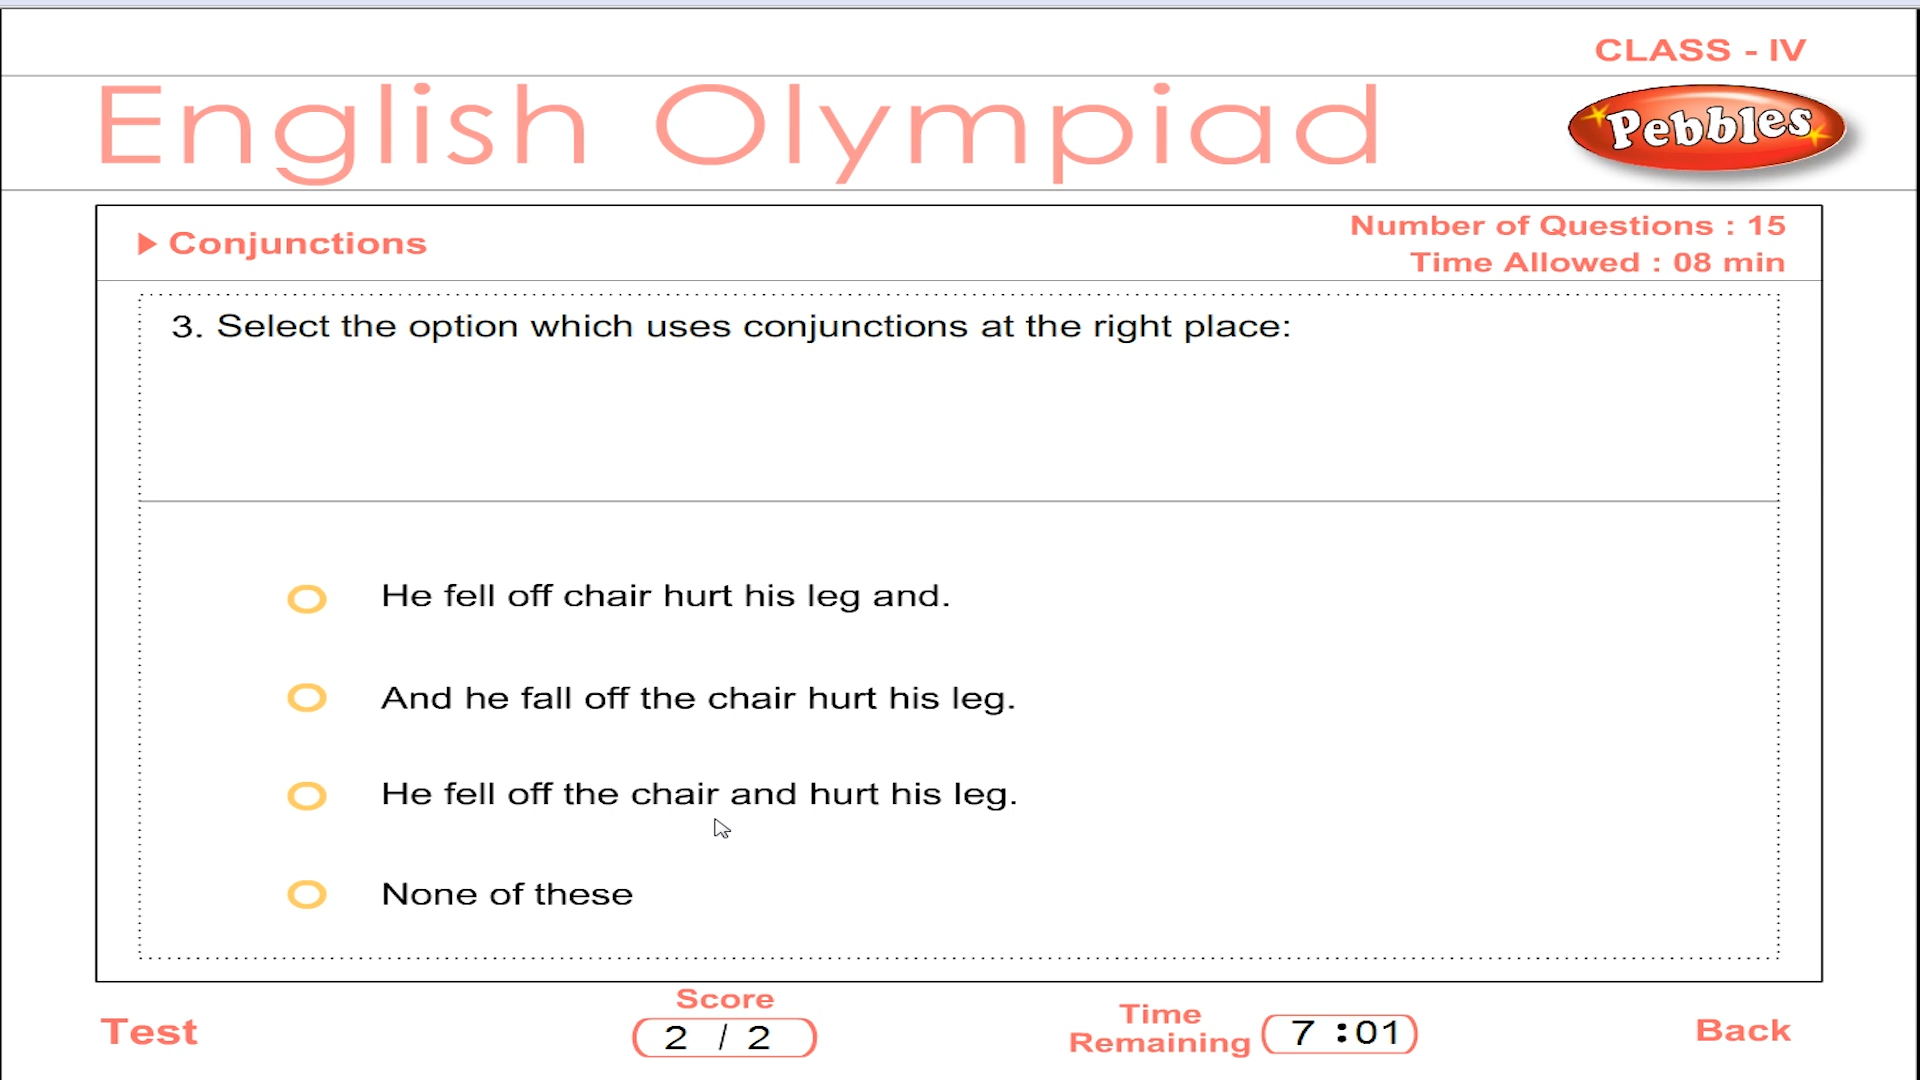 CLASS - IV
English Olympiad
Pebbles
Conjunctions
Number of Questions : 15
Time Allowed : 08 min
3. Select the option which uses conjunctions at the right place:
He fell off chair hurt his leg and.
And he fall off the chair hurt his leg.
He fell off the chair and hurt his leg.
None of these
Test
Score
2 / 2
Time
Remaining
7 :01
Back